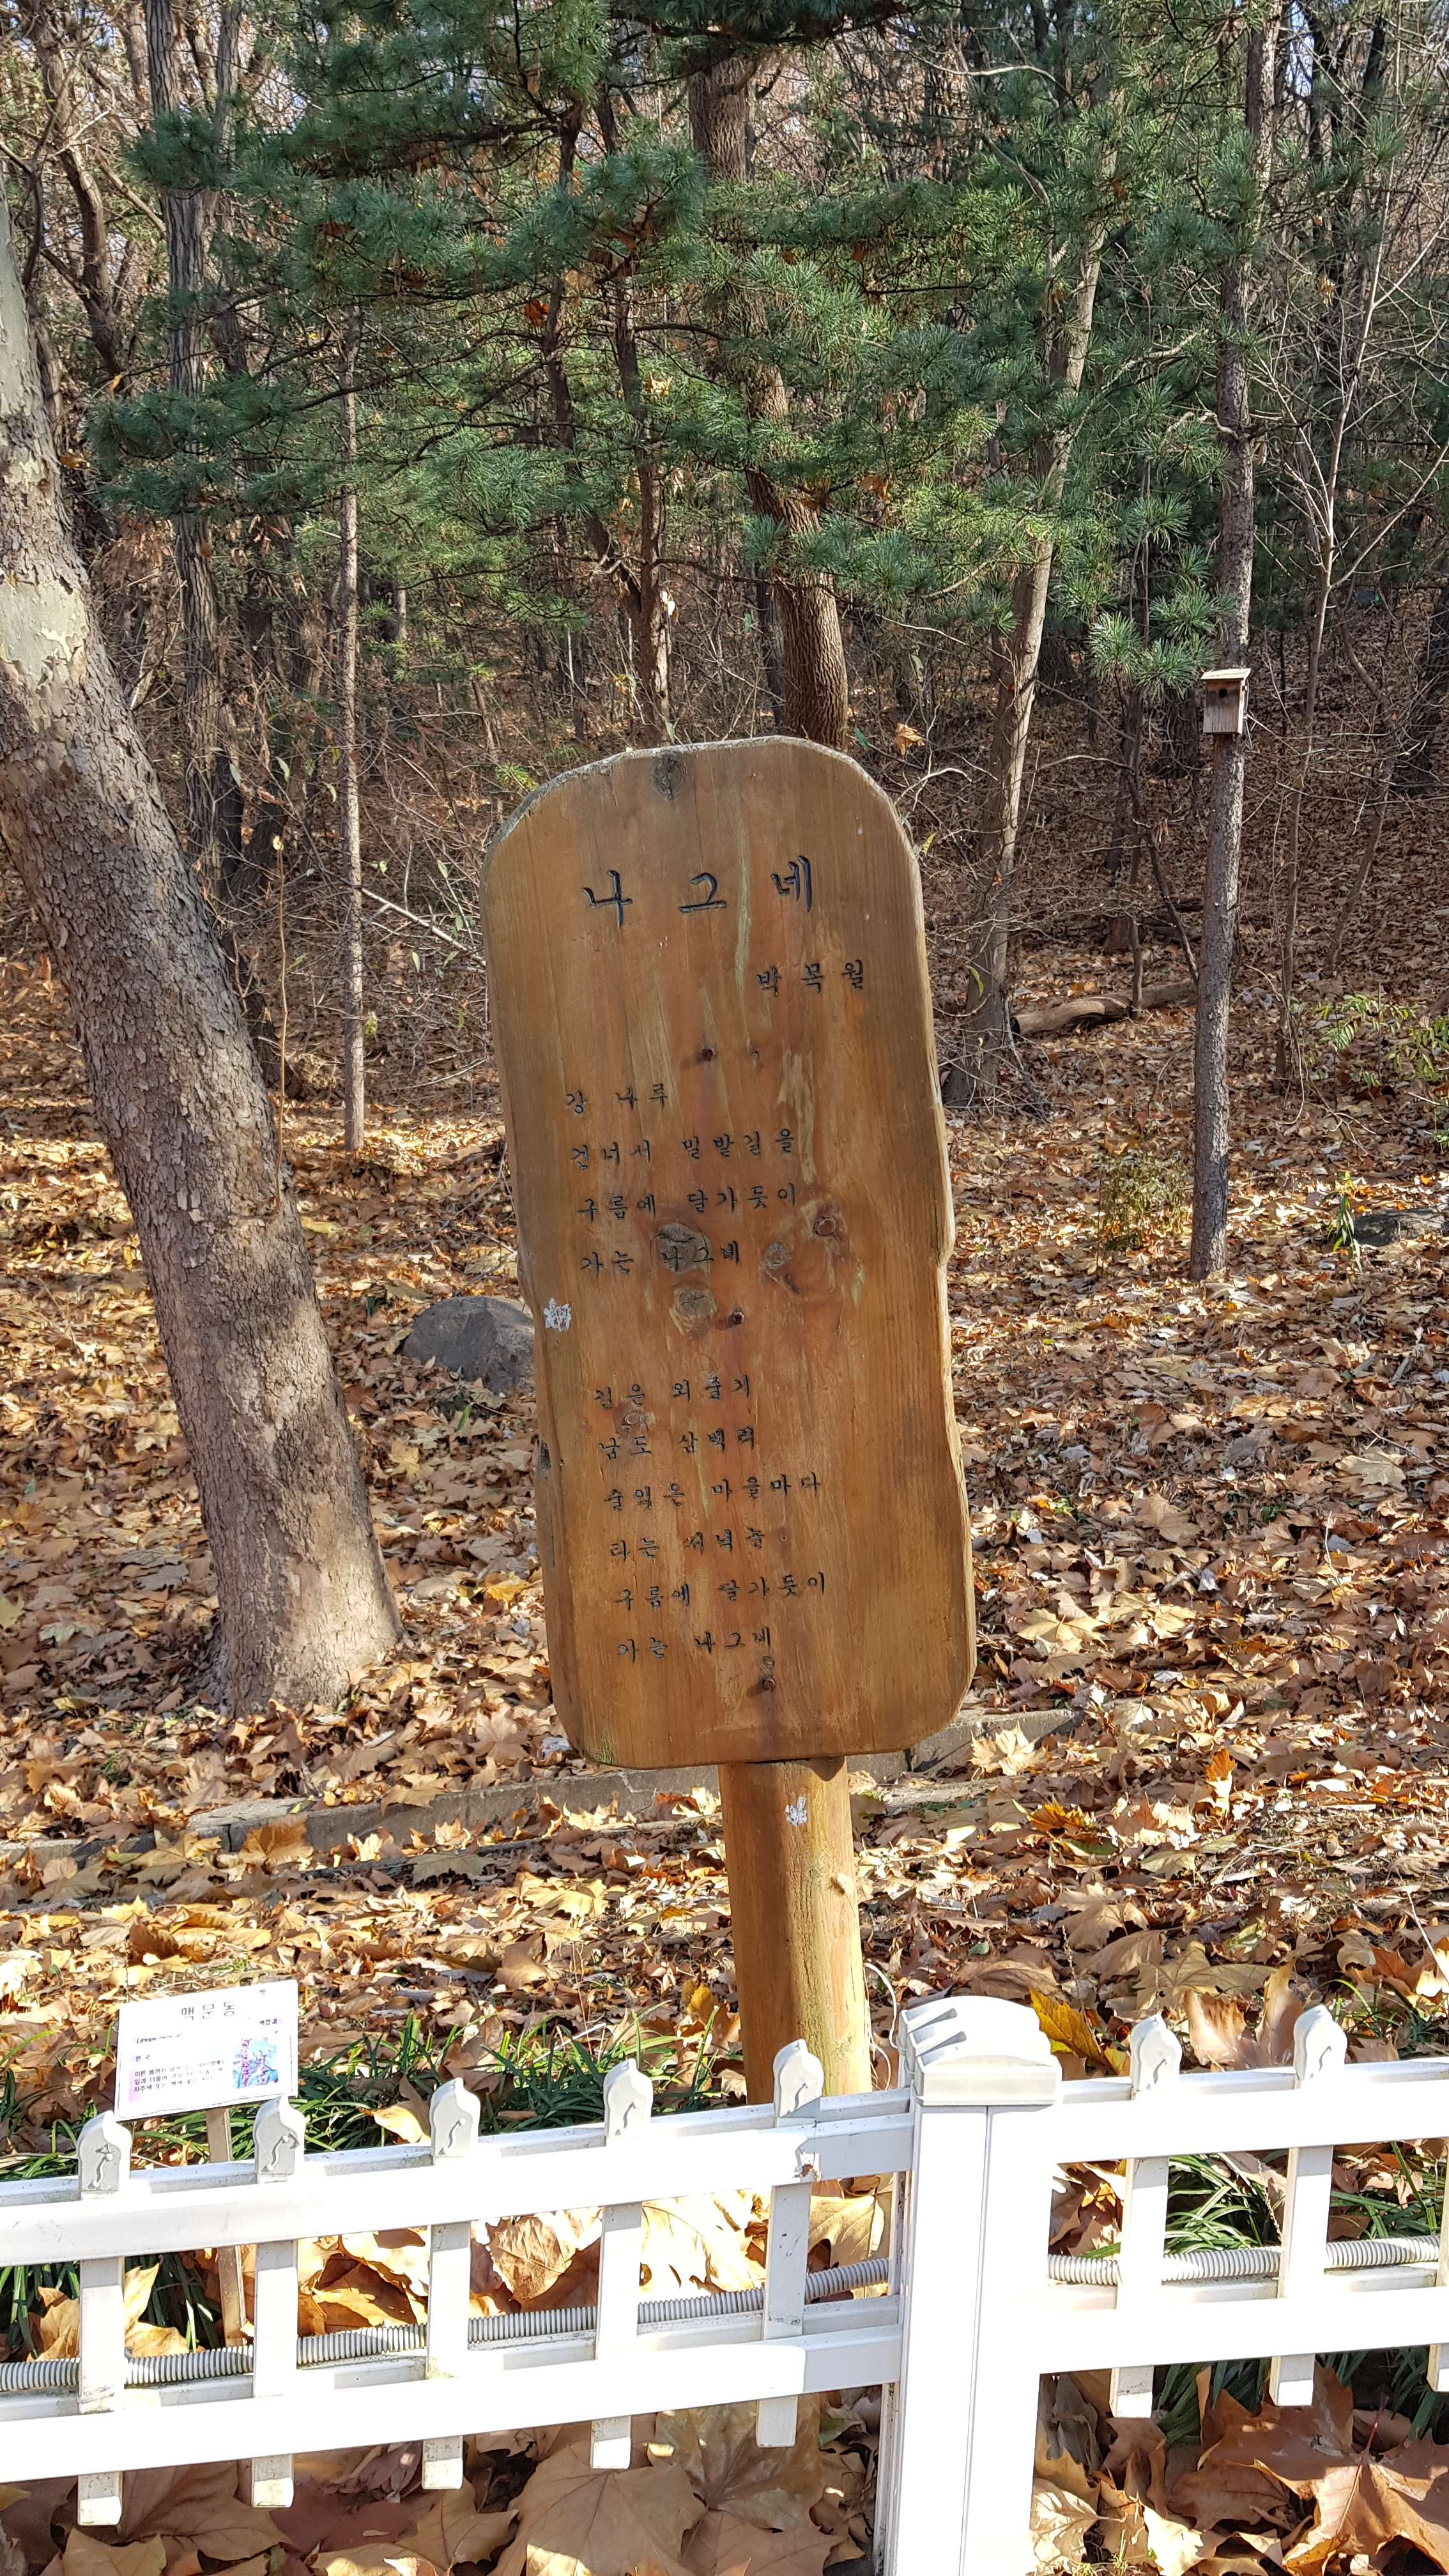 나그네
박목월
강 나루
건너서 밀밭길을
구름에 달가듯이
가는 나그네
길은 외줄기
남도 삼백리
술익은 마을마다
타는 저녁놀
구름에 달가듯이
가는 나그네
맥문동